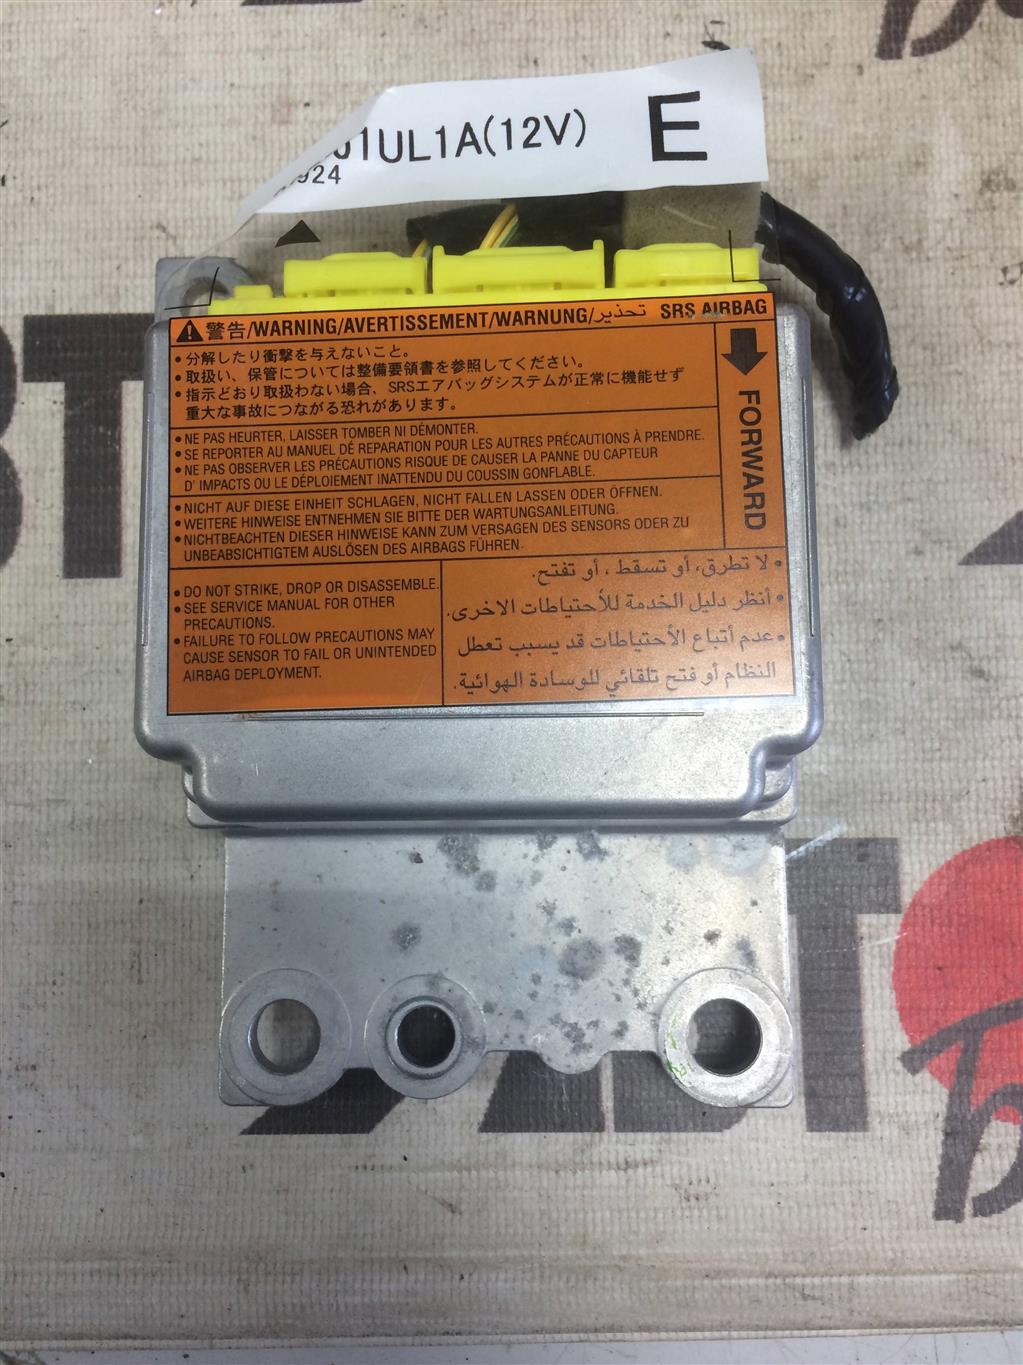 01UL1A(12V) E
924
警告/WARNING/AVERTISSEMENT/WARNUNG/تحذير SRS AIRBAG
・分解したり衝撃を与えないこと。
・取扱い、保管については整備要領書を参照してください。
・指示どおり取扱わない場合、SRSエアバッグシステムが正常に機能せず
重大な事故につながる恐れがあります。
FORWARD
• NE PAS HEURTER, LAISSER TOMBER NI DÉMONTER.
• SE REPORTER AU MANUEL DÉ REPARATION POUR LES AUTRES PRÉCAUTIONS À PRENDRE.
• NE PAS OBSERVER LES PRÉCAUTIONS RISQUE DE CAUSER LA PANNE DU CAPTEUR
D' IMPACTS OU LE DÉPLOIEMENT INATTENDU DU COUSSIN GONFLABLE.
• NICHT AUF DIESE EINHEIT SCHLAGEN, NICHT FALLEN LASSEN ODER ÖFFNEN.
• WEITERE HINWEISE ENTNEHMEN SIE BITTE DER WARTUNGSANLEITUNG.
• NICHTBEACHTEN DIESER HINWEISE KANN ZUM VERSAGEN DES SENSORS ODER ZU
UNBEABSICHTIGTEM AUSLÖSEN DES AIRBAGS FÜHREN.
• DO NOT STRIKE, DROP OR DISASSEMBLE.
• SEE SERVICE MANUAL FOR OTHER
PRECAUTIONS.
• FAILURE TO FOLLOW PRECAUTIONS MAY
CAUSE SENSOR TO FAIL OR UNINTENDED
AIRBAG DEPLOYMENT.
• لا تطرق، أو تسقط ، أو تفتح.
• أنظر دليل الخدمة للأحتياطات الاخرى.
• عدم أتباع الأحتياطات قد يسبب تعطل
النظام أو فتح تلقائي للوسادة الهوائية.